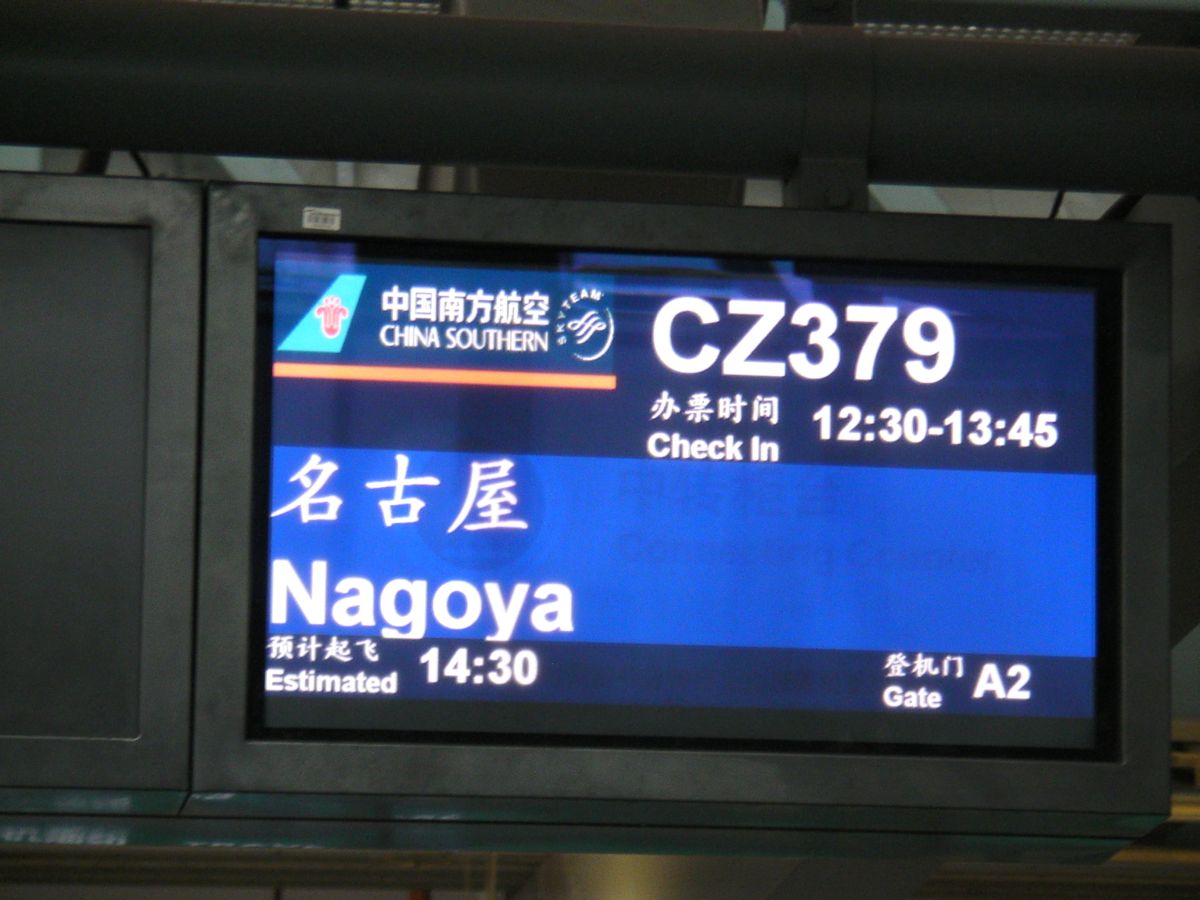 中国南方航空
CHINA SOUTHERN
SKYTEAM
CZ379
办票时间 12:30-13:45
Check In
名古屋
Nagoya
预计起飞 14:30
Estimated
登机门 A2
Gate